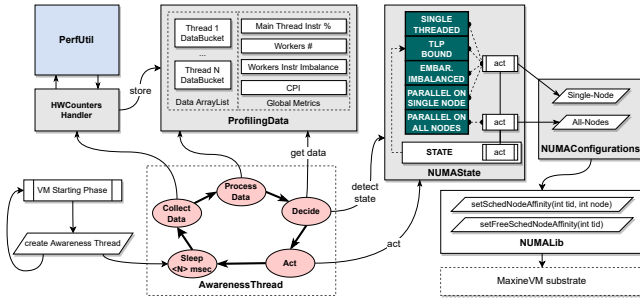 PerfUtil
HWCounters
Handler
store
Thread 1
DataBucket
...
Thread N
DataBucket
Data ArrayList
Main Thread Instr %
Workers #
Workers Instr Imbalance
CPI
Global Metrics
ProfilingData
get data
SINGLE
THREADED
TLP
BOUND
EMBAR.
IMBALANCED
PARALLEL ON
SINGLE NODE
PARALLEL ON
ALL NODES
STATE
act
act
act
NUMAState
Single-Node
All-Nodes
NUMAConfigurations
VM Starting Phase
create Awareness Thread
Collect
Data
Process
Data
Decide
Act
Sleep
<N> msec
AwarenessThread
detect
state
act
setSchedNodeAffinity(int tid, int node)
setFreeSchedNodeAffinity(int tid)
NUMALib
MaxineVM substrate